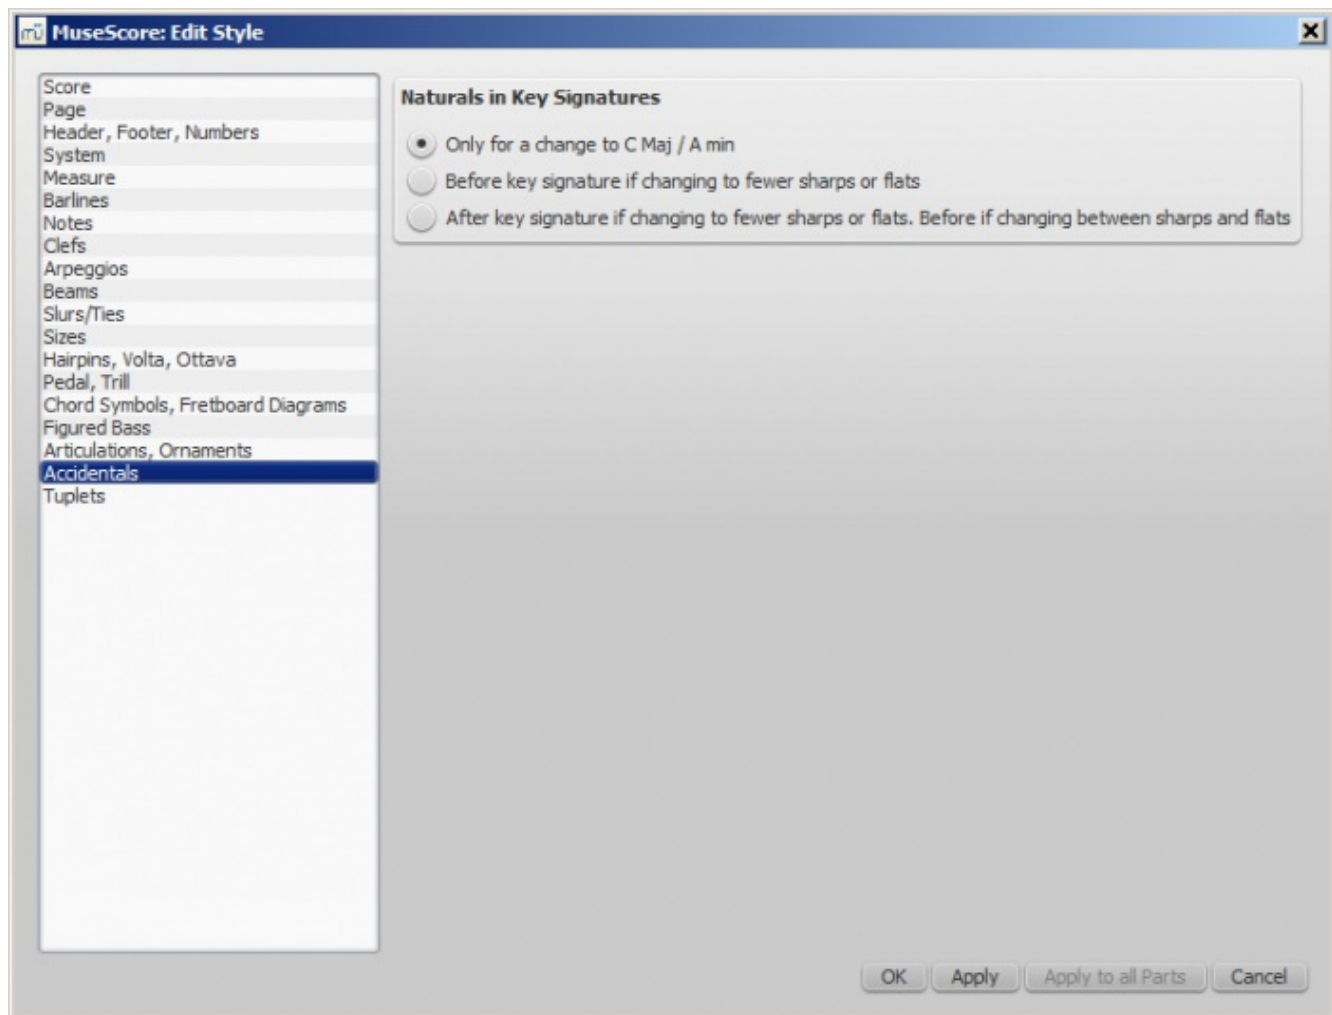 mü MuseScore: Edit Style
Score
Page
Header, Footer, Numbers
System
Measure
Barlines
Notes
Clefs
Arpeggios
Beams
Slurs/Ties
Sizes
Hairpins, Volta, Ottava
Pedal, Trill
Chord Symbols, Fretboard Diagrams
Figured Bass
Articulations, Ornaments
Accidentals
Tuplets
Naturals in Key Signatures
Only for a change to C Maj / A min
Before key signature if changing to fewer sharps or flats
After key signature if changing to fewer sharps or flats. Before if changing between sharps and flats
OK Apply Apply to all Parts Cancel